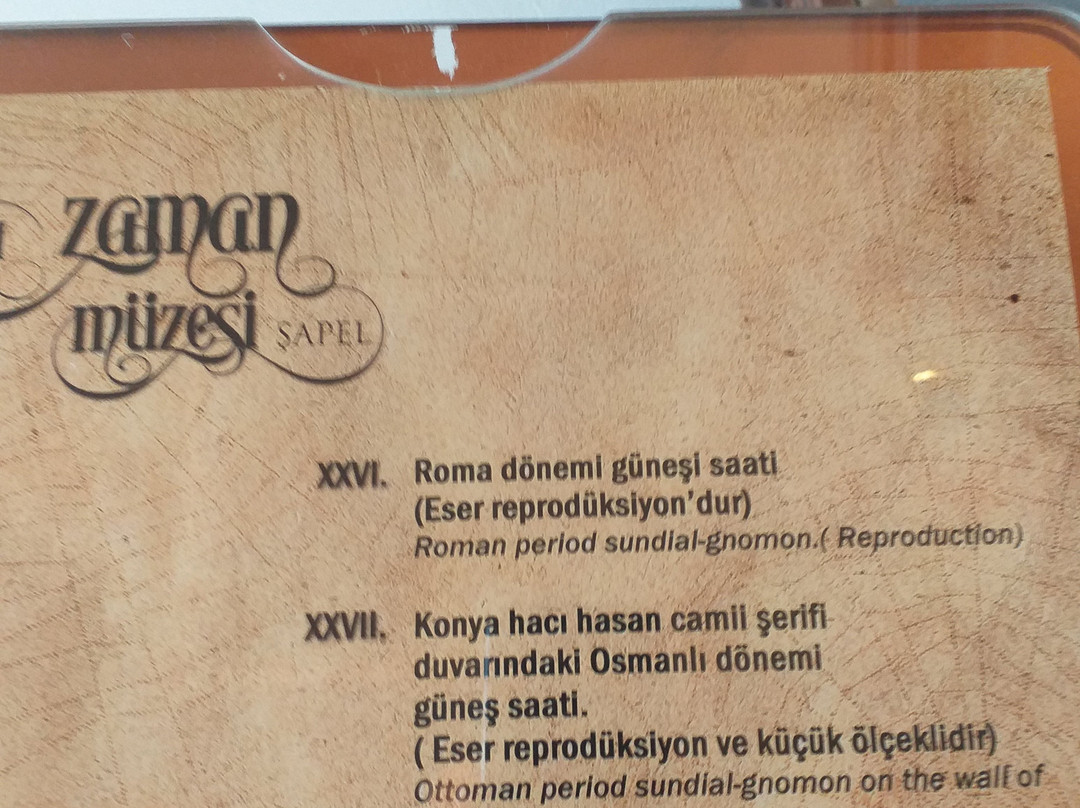 zaman
müzesi ŞAPEL
XXVI. Roma dönemi güneşi saati
(Eser reprodüksiyon'dur)
Roman period sundial-gnomon.( Reproduction)
XXVII. Konya hacı hasan camii şerifi
duvarındaki Osmanlı dönemi
güneş saati.
( Eser reprodüksiyon ve küçük ölçeklidir)
Ottoman period sundial-gnomon on the wall of